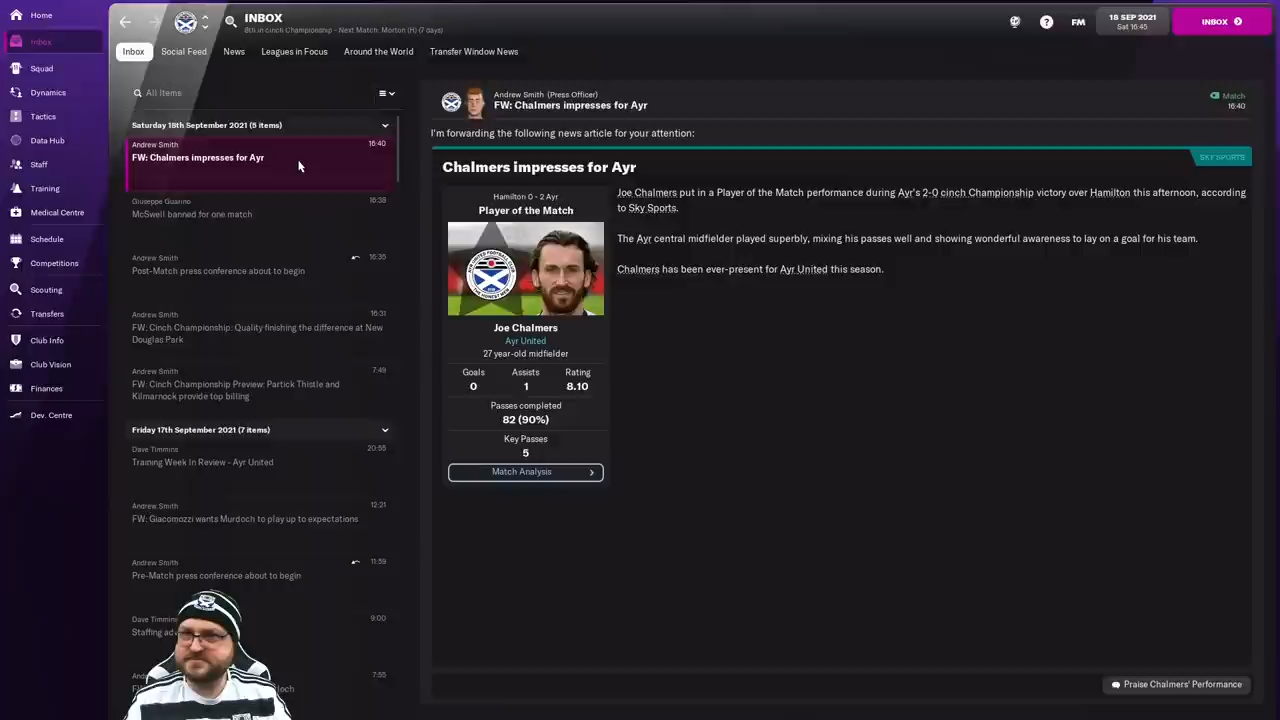 Home
Inbox
Squad
Dynamics
Tactics
Data Hub
Staff
Training
Medical Centre
Schedule
Competitions
Scouting
Transfers
Club Info
Club Vision
Finances
Dev. Centre
INBOX
8th in cinch Championship - Next Match: Morton (H) (7 days)
FM
18 SEP 2021
Sat 16:45
INBOX
Inbox
Social Feed
News
Leagues in Focus
Around the World
Transfer Window News
All Items
Saturday 18th September 2021 (5 items)
Andrew Smith
16:40
FW: Chalmers impresses for Ayr
Giuseppe Guarino
16:38
McSwell banned for one match
Andrew Smith
16:35
Post-Match press conference about to begin
Andrew Smith
16:31
FW: Cinch Championship: Quality finishing the difference at New
Douglas Park
Andrew Smith
7:49
FW: Cinch Championship Preview: Partick Thistle and
Kilmarnock provide top billing
Friday 17th September 2021 (7 items)
Dave Timmins
20:55
Training Week In Review - Ayr United
Andrew Smith
12:21
FW: Giacomozzi wants Murdoch to play up to expectations
Andrew Smith
11:59
Pre-Match press conference about to begin
Dave Timmins
9:00
Staffing
7:55
Andrew Smith (Press Officer)
FW: Chalmers impresses for Ayr
Match
16:40
I'm forwarding the following news article for your attention:
SKY SPORTS
Chalmers impresses for Ayr
Hamilton 0 - 2 Ayr
Player of the Match
Joe Chalmers
Ayr United
27 year-old midfielder
Goals Assists Rating
0 1 8.10
Passes completed
82 (90%)
Key Passes
5
Match Analysis
Joe Chalmers put in a Player of the Match performance during Ayr's 2-0 cinch Championship victory over Hamilton this afternoon, according
to Sky Sports.
The Ayr central midfielder played superbly, mixing his passes well and showing wonderful awareness to lay on a goal for his team.
Chalmers has been ever-present for Ayr United this season.
Praise Chalmers' Performance